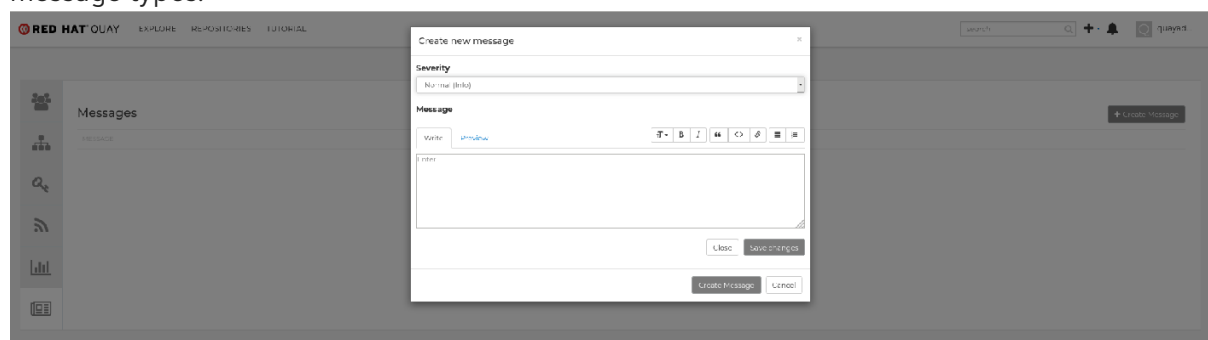 message types.
RED HAT QUAY EXPLORE REPOSITORIES TUTORIAL
search
quayad
Create new message ×
Severity
Normal (Info)
Message
Write Preview
B I
Enter
Close Save changes
Create Message Cancel
Messages
+ Create Message
MESSAGE